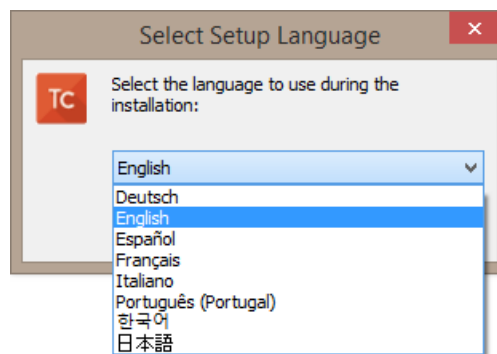 Select Setup Language
Tc
Select the language to use during the
installation:
English
Deutsch
English
Español
Français
Italiano
Português (Portugal)
한국어
日本語